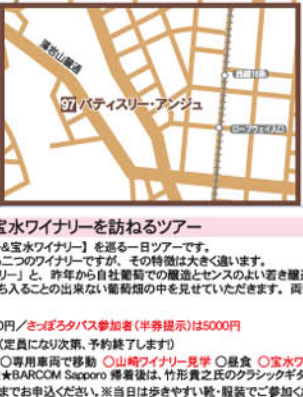 藻岩山麓通
西線16条
97 パティスリー・アンジュ
ロープウェイ入口
宝水ワイナリーを訪ねるツアー
&宝水ワイナリー】を巡る一日ツアーです。
二つのワイナリーですが、その特徴は大きく違います。
リー」と、昨年から自社葡萄での醸造とセンスのよい若き醸
ち入ることの出来ない葡萄畑の中を見せていただきます。両
円／さっぽろタパス参加者(半券提示)は5000円
(定員になり次第、予約終了します!)
○専用車両で移動 ○山崎ワイナリー見学 ○昼食 ○宝水ワ
★BARCOM Sapporo 帰着後は、竹形貴之氏のクラシックギタ
までお申込ください。※当日は歩きやすい靴・服装でご参加く